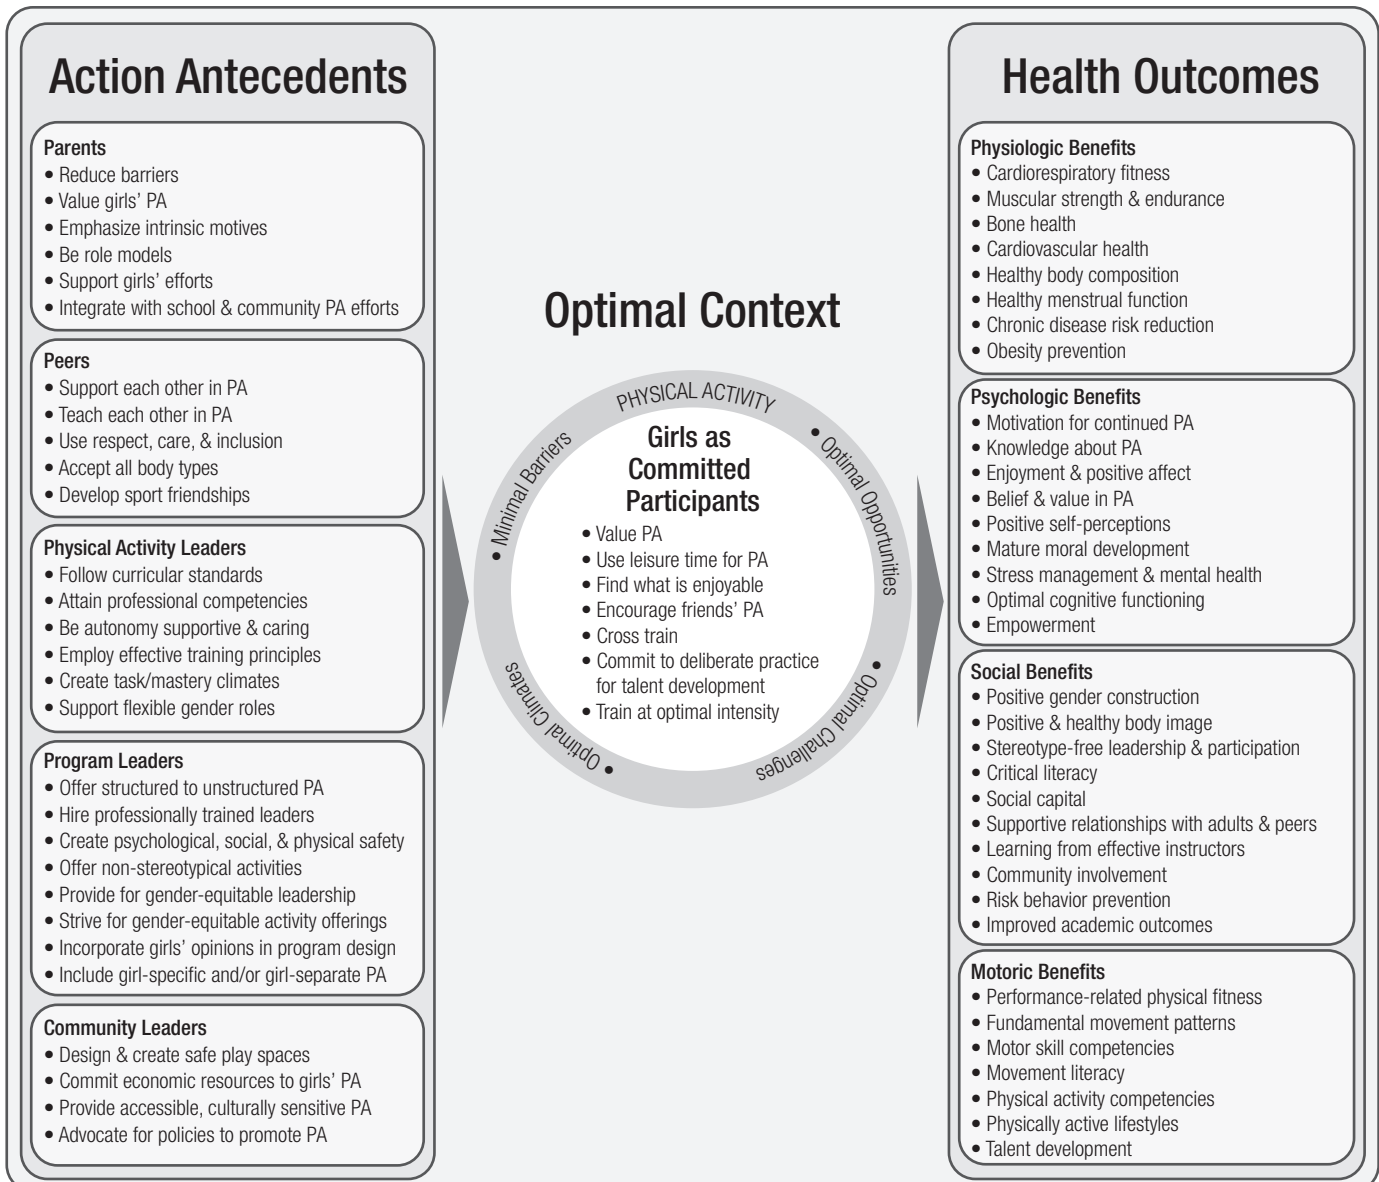 Action Antecedents
Parents
• Reduce barriers
• Value girls’ PA
• Emphasize intrinsic motives
• Be role models
• Support girls’ efforts
• Integrate with school & community PA efforts
Peers
• Support each other in PA
• Teach each other in PA
• Use respect, care, & inclusion
• Accept all body types
• Develop sport friendships
Physical Activity Leaders
• Follow curricular standards
• Attain professional competencies
• Be autonomy supportive & caring
• Employ effective training principles
• Create task/mastery climates
• Support flexible gender roles
Program Leaders
• Offer structured to unstructured PA
• Hire professionally trained leaders
• Create psychological, social, & physical safety
• Offer non-stereotypical activities
• Provide for gender-equitable leadership
• Strive for gender-equitable activity offerings
• Incorporate girls’ opinions in program design
• Include girl-specific and/or girl-separate PA
Community Leaders
• Design & create safe play spaces
• Commit economic resources to girls’ PA
• Provide accessible, culturally sensitive PA
• Advocate for policies to promote PA
Optimal Context
PHYSICAL ACTIVITY
• Optimal Opportunities
• Optimal Challenges
• Optimal Climates
• Minimal Barriers
Girls as
Committed
Participants
• Value PA
• Use leisure time for PA
• Find what is enjoyable
• Encourage friends’ PA
• Cross train
• Commit to deliberate practice
for talent development
• Train at optimal intensity
Health Outcomes
Physiologic Benefits
• Cardiorespiratory fitness
• Muscular strength & endurance
• Bone health
• Cardiovascular health
• Healthy body composition
• Healthy menstrual function
• Chronic disease risk reduction
• Obesity prevention
Psychologic Benefits
• Motivation for continued PA
• Knowledge about PA
• Enjoyment & positive affect
• Belief & value in PA
• Positive self-perceptions
• Mature moral development
• Stress management & mental health
• Optimal cognitive functioning
• Empowerment
Social Benefits
• Positive gender construction
• Positive & healthy body image
• Stereotype-free leadership & participation
• Critical literacy
• Social capital
• Supportive relationships with adults & peers
• Learning from effective instructors
• Community involvement
• Risk behavior prevention
• Improved academic outcomes
Motoric Benefits
• Performance-related physical fitness
• Fundamental movement patterns
• Motor skill competencies
• Movement literacy
• Physical activity competencies
• Physically active lifestyles
• Talent development